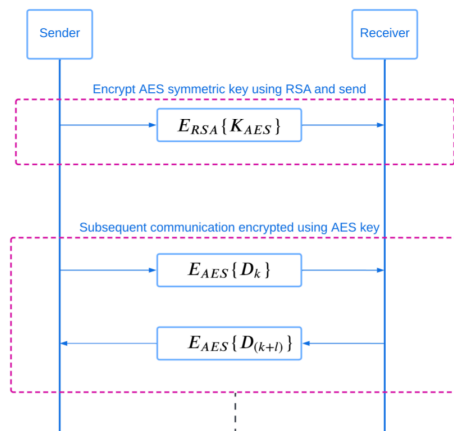 Sender
Receiver
Encrypt AES symmetric key using RSA and send
E_{RSA}{K_{AES}}
Subsequent communication encrypted using AES key
E_{AES}{D_k}
E_{AES}{D_{(k+l)}}